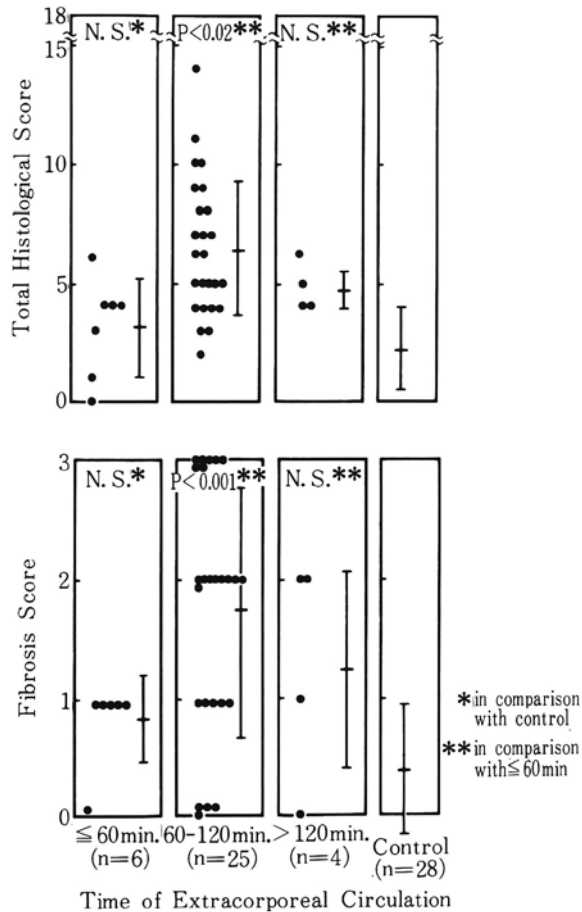 Total Histological Score
18
15
10
5
0
N. S.*
P<0.02**
N. S.**
Fibrosis Score
3
2
1
0
N. S.*
P<0.001**
N. S.**
*in comparison
with control
**in comparison
with≦60min
≦60min. 60-120min. >120min. Control
(n=6) (n=25) (n=4) (n=28)
Time of Extracorporeal Circulation